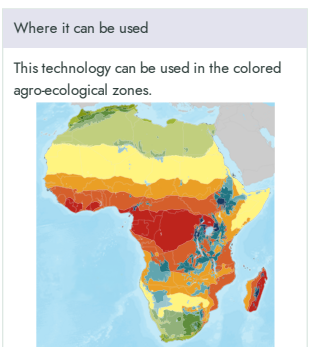 Where it can be used
This technology can be used in the colored
agro-ecological zones.